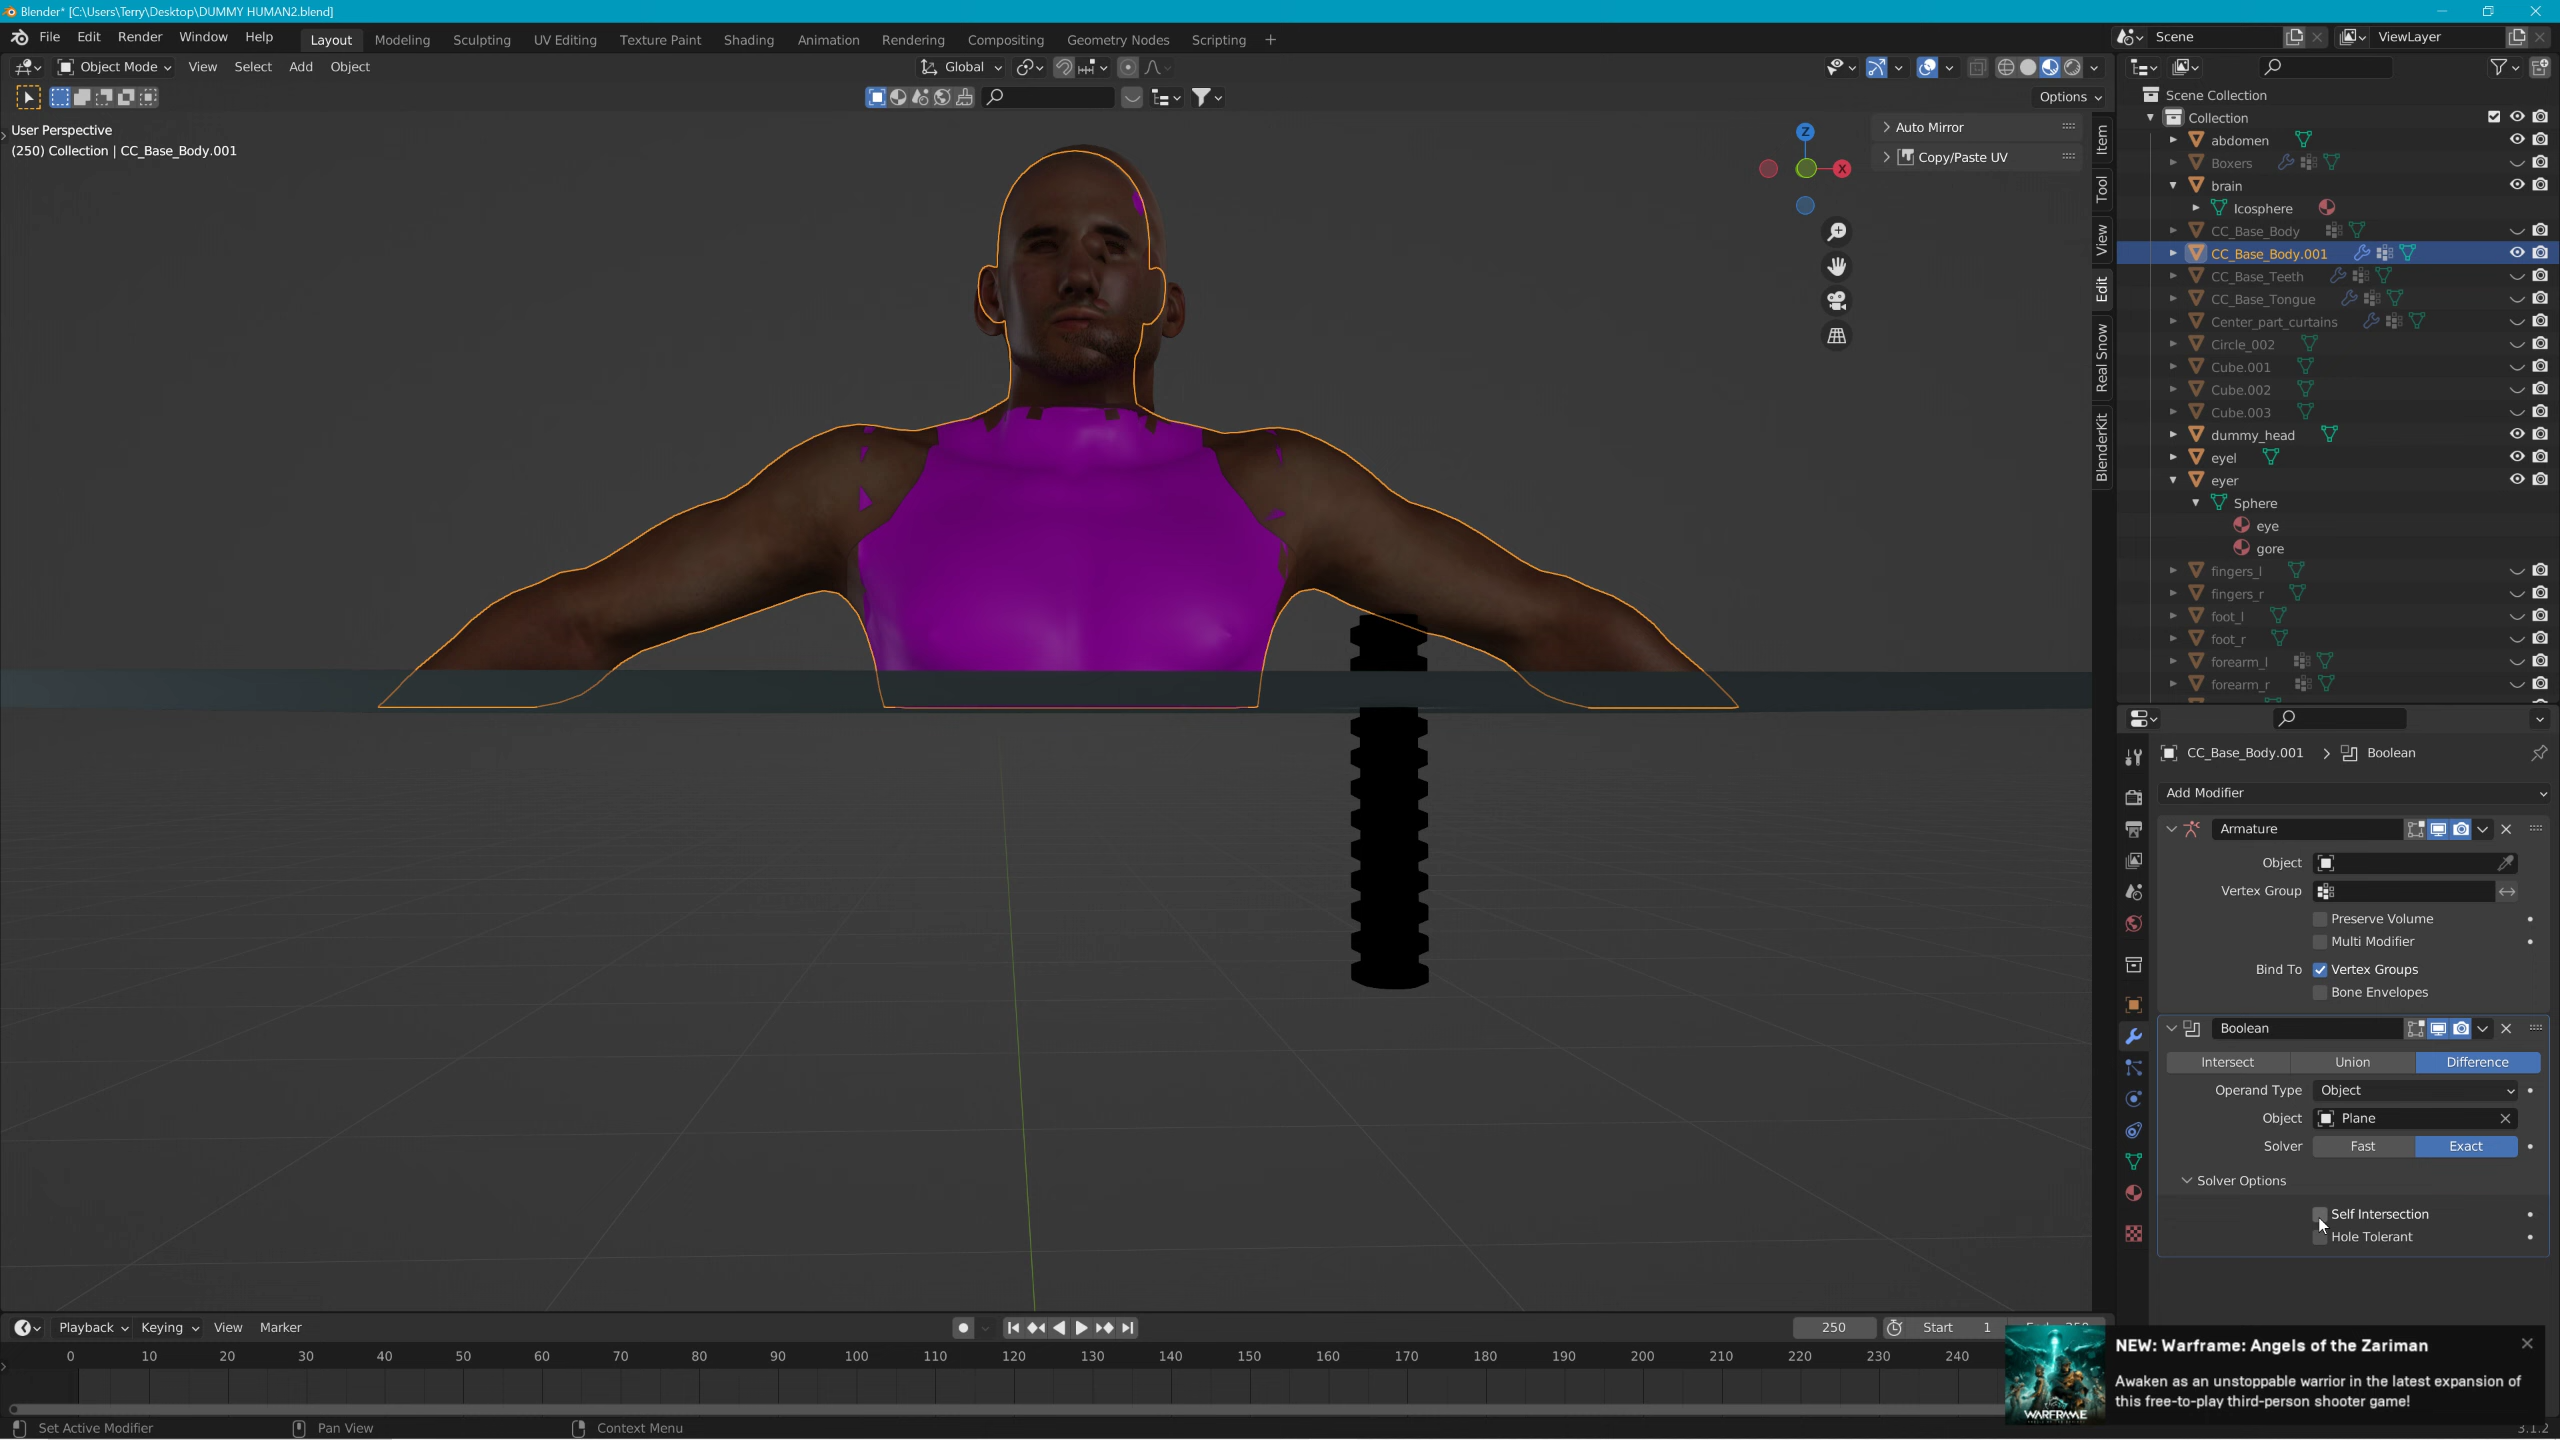 Blender* [C:\Users\Terry\Desktop\DUMMY HUMAN2.blend]
File Edit Render Window Help Layout Modeling Sculpting UV Editing Texture Paint Shading Animation Rendering Compositing Geometry Nodes Scripting + Scene ViewLayer
Object Mode View Select Add Object Global
Options
User Perspective
(250) Collection | CC_Base_Body.001
Auto Mirror
Copy/Paste UV
Z
X
Item
Tool
View
Edit
Real Snow
BlenderKit
Scene Collection
Collection
abdomen
Boxers
brain
Icosphere
CC_Base_Body
CC_Base_Body.001
CC_Base_Teeth
CC_Base_Tongue
Center_part_curtains
Circle_002
Cube.001
Cube.002
Cube.003
dummy_head
eyel
eyer
Sphere
eye
gore
fingers_l
fingers_r
foot_l
foot_r
forearm_l
forearm_r
CC_Base_Body.001 > Boolean
Add Modifier
Armature
Object
Vertex Group
Preserve Volume
Multi Modifier
Bind To Vertex Groups
Bone Envelopes
Boolean
Intersect Union Difference
Operand Type Object
Object Plane
Solver Fast Exact
Solver Options
Self Intersection
Hole Tolerant
Playback Keying View Marker 250 Start 1
0 10 20 30 40 50 60 70 80 90 100 110 120 130 140 150 160 170 180 190 200 210 220 230 240
NEW: Warframe: Angels of the Zariman
Awaken as an unstoppable warrior in the latest expansion of
this free-to-play third-person shooter game!
WARFRAME
Set Active Modifier Pan View Context Menu 3.1.2